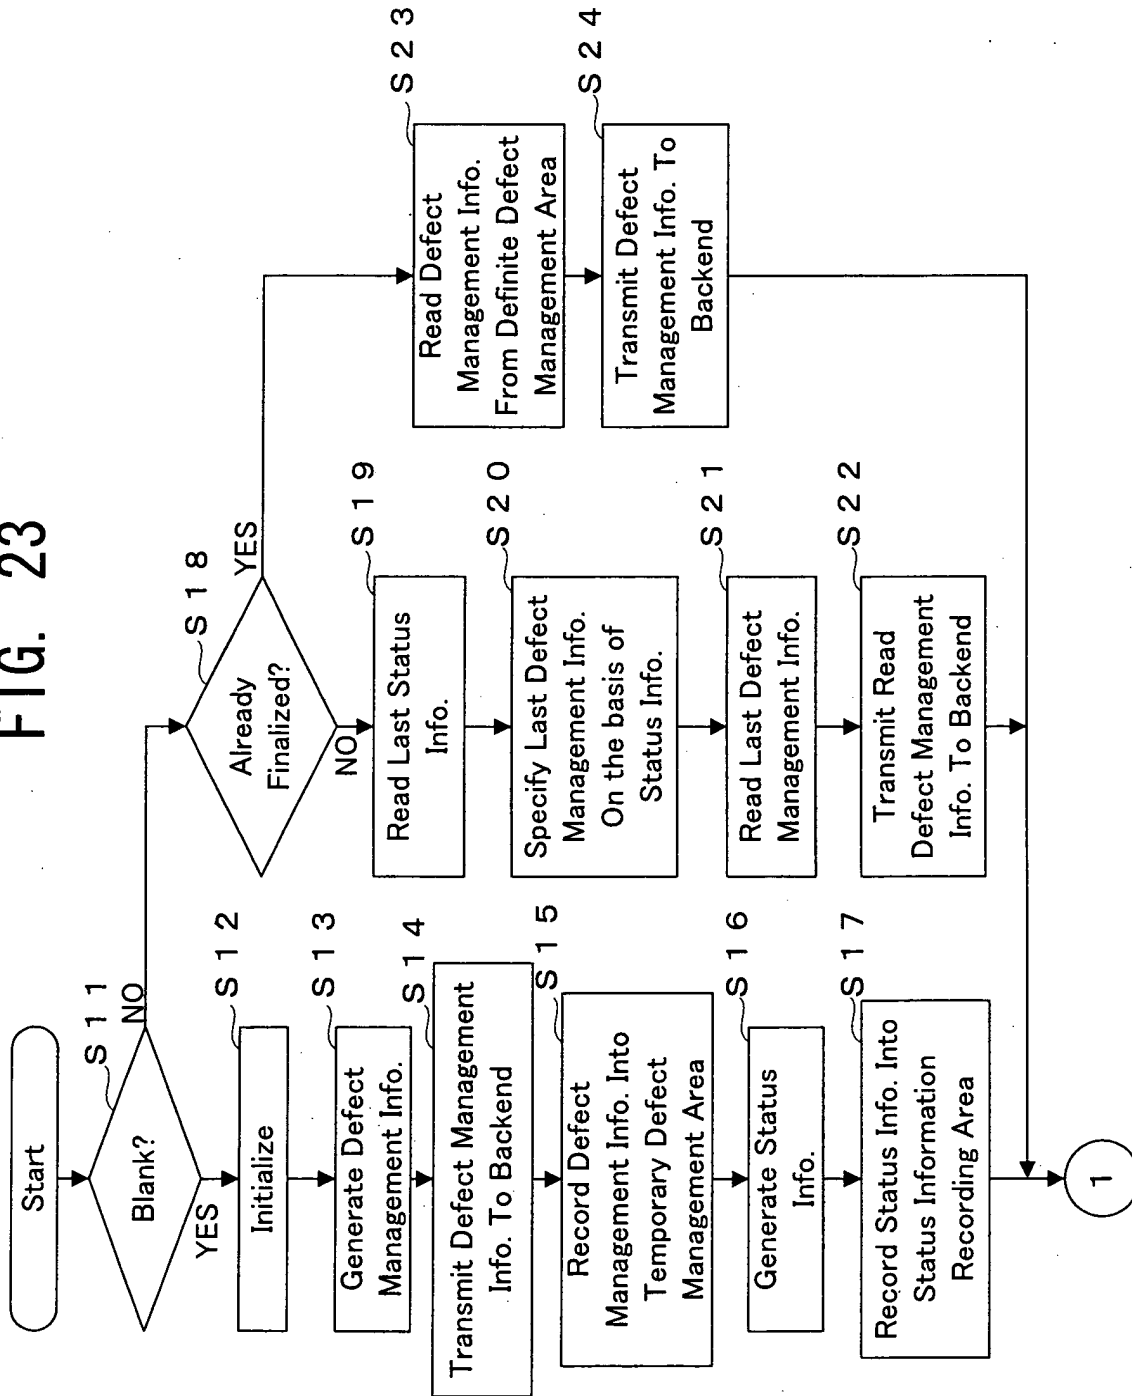 FIG. 23
Start
S11
Blank?
NO
YES
S12
Initialize
S13
Generate Defect
Management Info.
S14
Transmit Defect Management
Info. To Backend
S15
Record Defect
Management Info. Into
Temporary Defect
Management Area
S16
Generate Status
Info.
S17
Record Status Info. Into
Status Information
Recording Area
S18
Already
Finalized?
YES
NO
S19
Read Last Status
Info.
S20
Specify Last Defect
Management Info.
On the basis of
Status Info.
S21
Read Last Defect
Management Info.
S22
Transmit Read
Defect Management
Info. To Backend
S23
Read Defect
Management Info.
From Definite Defect
Management Area
S24
Transmit Defect
Management Info. To
Backend
1